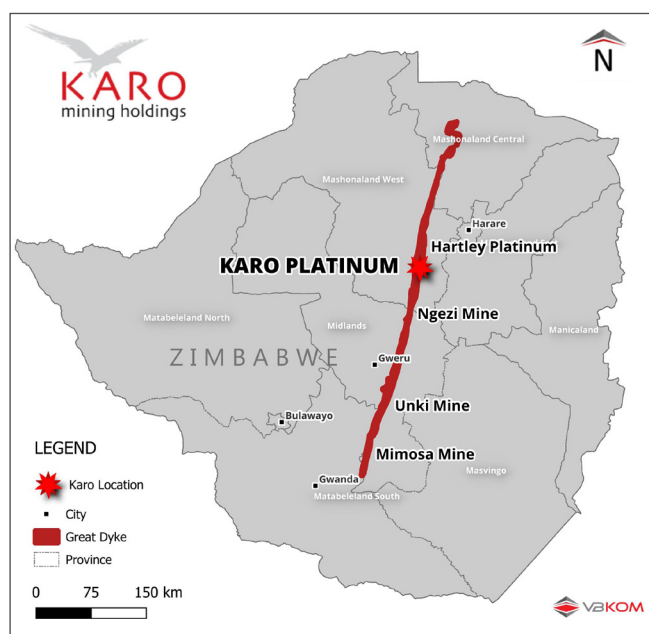 KARO
mining holdings
N
Mashonaland Central
Mashonaland West
Harare
Hartley Platinum
KARO PLATINUM
Ngezi Mine
Matabeleland North
Midlands
Manicaland
ZIMBABWE
Gweru
Unki Mine
Bulawayo
Mimosa Mine
Masvingo
Gwanda
Matabeleland South
LEGEND
Karo Location
City
Great Dyke
Province
0 75 150 km
VBKOM